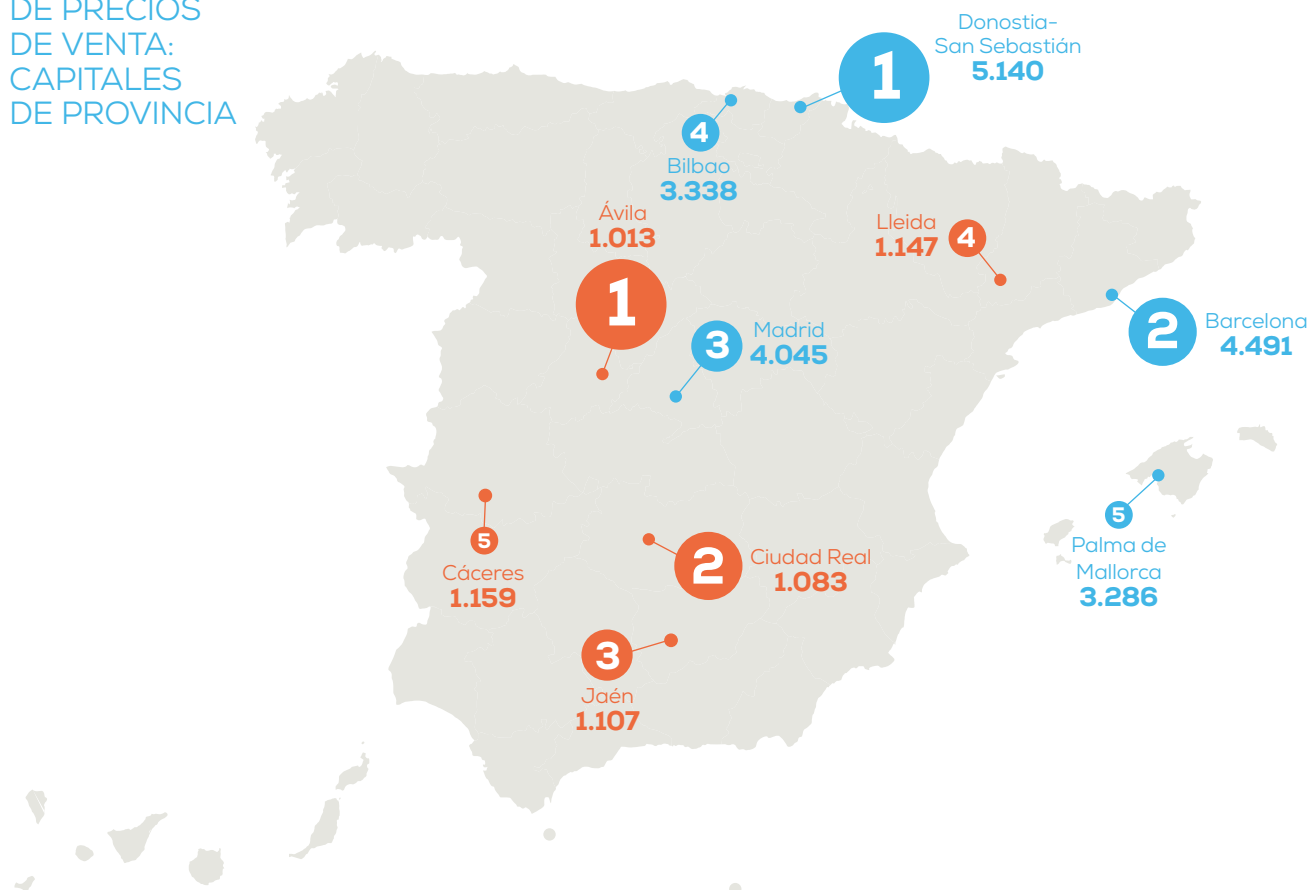 DE PRECIOS
DE VENTA:
CAPITALES
DE PROVINCIA
Donostia-
San Sebastián
5.140
1
4
Bilbao
3.338
Ávila
1.013
1
Lleida
1.147
4
3
Madrid
4.045
2
Barcelona
4.491
5
Palma de
Mallorca
3.286
5
Cáceres
1.159
2
Ciudad Real
1.083
3
Jaén
1.107